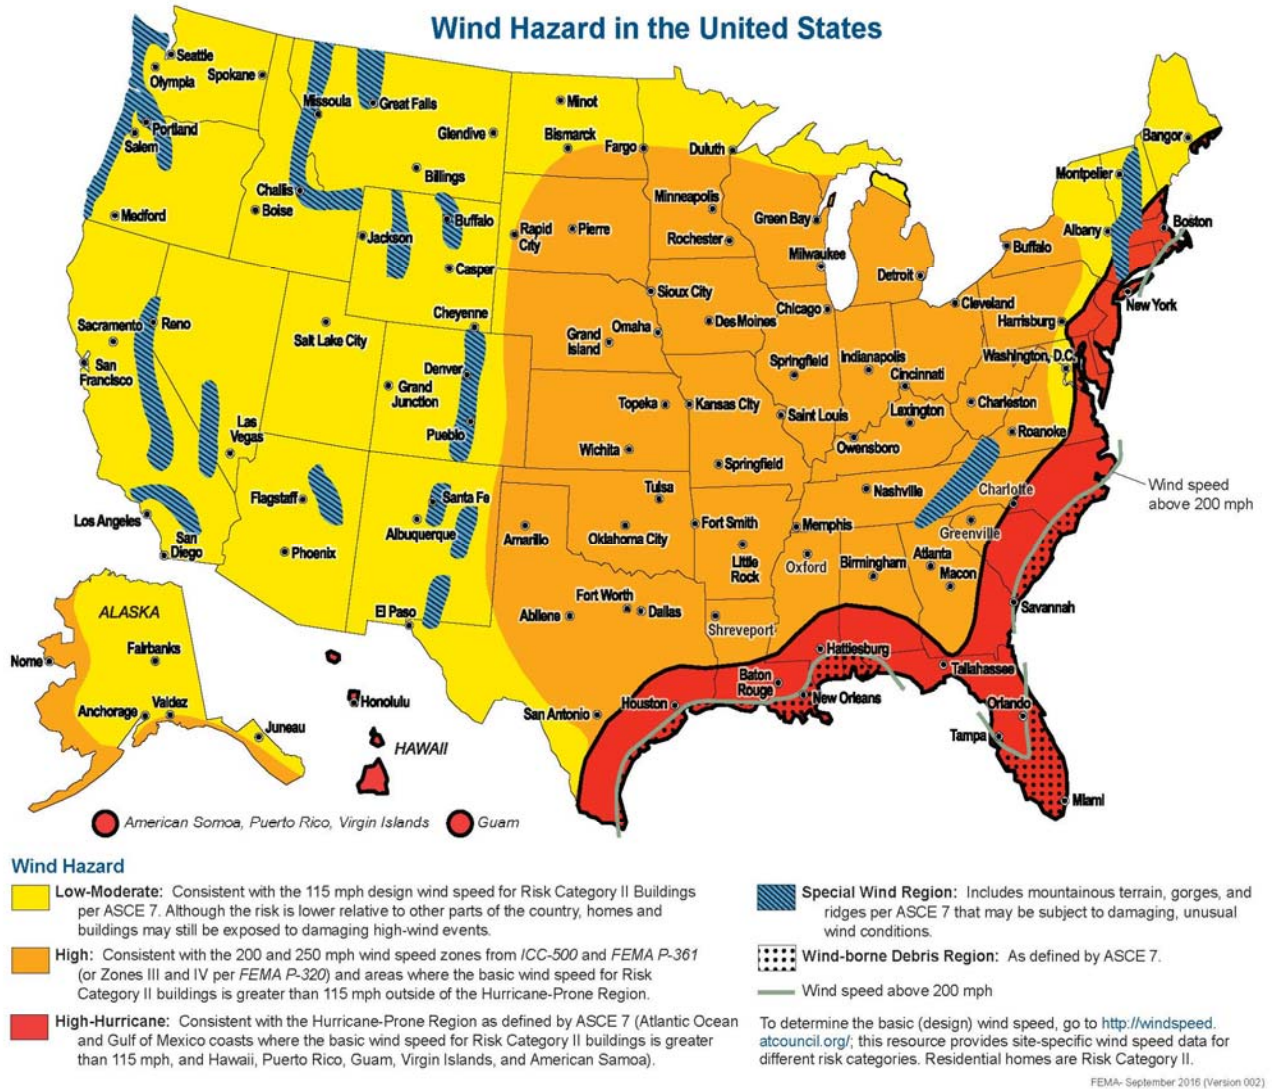 Wind Hazard in the United States
Seattle
Olympia
Spokane
Portland
Salem
Medford
Missoula
Great Falls
Glendive
Billings
Challis
Boise
Jackson
Buffalo
Casper
Cheyenne
Minot
Bismarck
Fargo
Duluth
Minneapolis
Rapid City
Pierre
Rochester
Green Bay
Milwaukee
Detroit
Bangor
Montpelier
Boston
Albany
Buffalo
New York
Cleveland
Harrisburg
Washington, D.C.
Sacramento
Reno
San Francisco
Salt Lake City
Las Vegas
Denver
Grand Junction
Pueblo
Sioux City
Grand Island
Omaha
Des Moines
Chicago
Springfield
Indianapolis
Cincinnati
Topeka
Kansas City
Saint Louis
Lexington
Charleston
Roanoke
Owensboro
Wichita
Springfield
Los Angeles
San Diego
Flagstaff
Phoenix
Santa Fe
Albuquerque
El Paso
Amarillo
Tulsa
Oklahoma City
Fort Smith
Little Rock
Memphis
Nashville
Charlotte
Greenville
Oxford
Birmingham
Atlanta
Macon
Wind speed
above 200 mph
Abilene
Fort Worth
Dallas
Shreveport
Savannah
Hattiesburg
Tallahassee
Baton Rouge
New Orleans
Houston
San Antonio
Orlando
Tampa
Miami
ALASKA
Fairbanks
Nome
Anchorage
Valdez
Juneau
Honolulu
HAWAII
American Somoa, Puerto Rico, Virgin Islands
Guam
Wind Hazard
Low-Moderate: Consistent with the 115 mph design wind speed for Risk Category II Buildings
per ASCE 7. Although the risk is lower relative to other parts of the country, homes and
buildings may still be exposed to damaging high-wind events.
High: Consistent with the 200 and 250 mph wind speed zones from ICC-500 and FEMA P-361
(or Zones III and IV per FEMA P-320) and areas where the basic wind speed for Risk
Category II buildings is greater than 115 mph outside of the Hurricane-Prone Region.
High-Hurricane: Consistent with the Hurricane-Prone Region as defined by ASCE 7 (Atlantic Ocean
and Gulf of Mexico coasts where the basic wind speed for Risk Category II buildings is greater
than 115 mph, and Hawaii, Puerto Rico, Guam, Virgin Islands, and American Samoa).
Special Wind Region: Includes mountainous terrain, gorges, and
ridges per ASCE 7 that may be subject to damaging, unusual
wind conditions.
Wind-borne Debris Region: As defined by ASCE 7.
Wind speed above 200 mph
To determine the basic (design) wind speed, go to http://windspeed.
atcouncil.org/; this resource provides site-specific wind speed data for
different risk categories. Residential homes are Risk Category II.
FEMA- September 2016 (Version 002)